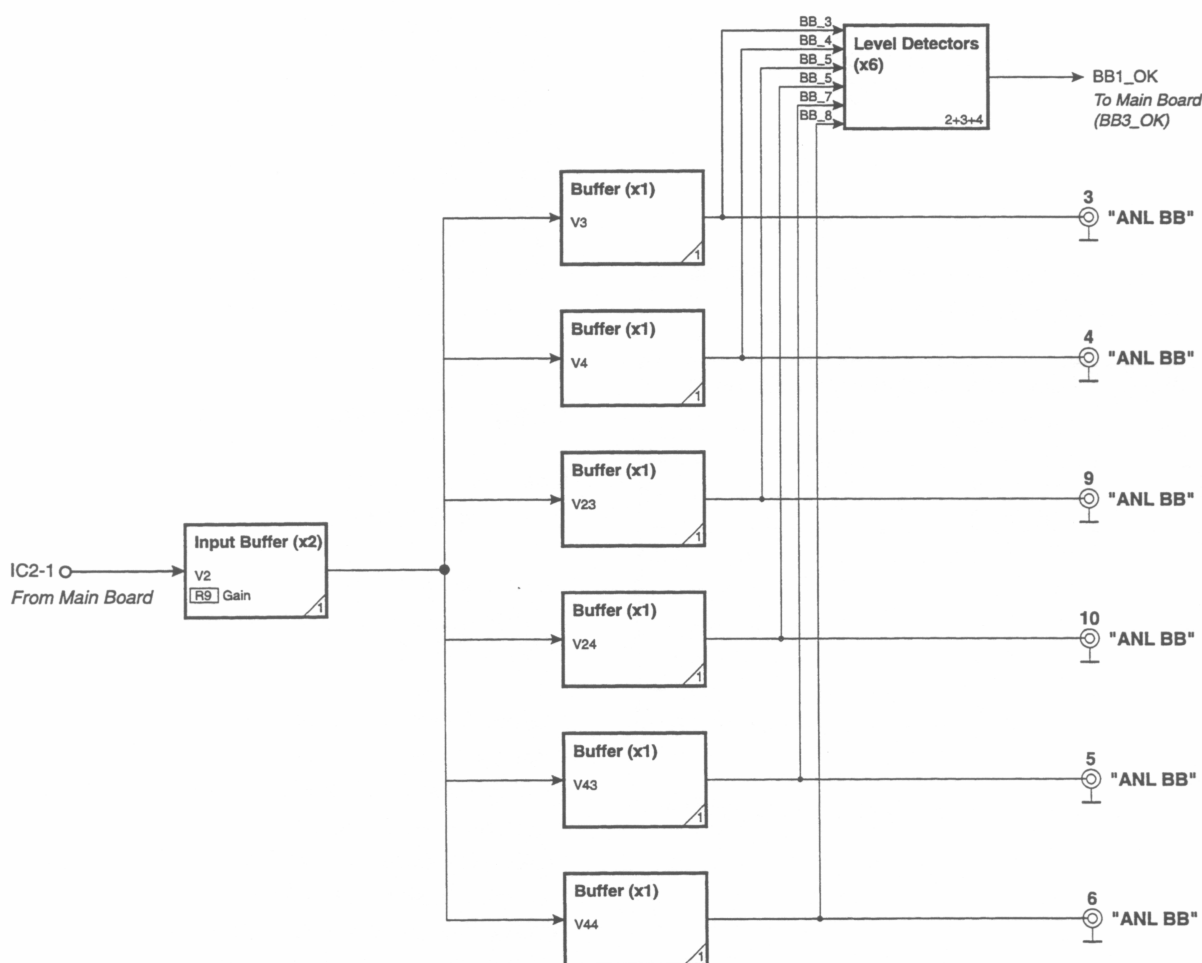 BB_3
BB_4
BB_5
BB_5
BB_7
BB_8
Level Detectors
(x6)
2+3+4
BB1_OK
To Main Board
(BB3_OK)
Buffer (x1)
V3
1
3
"ANL BB"
Buffer (x1)
V4
1
4
"ANL BB"
Buffer (x1)
V23
1
9
"ANL BB"
IC2-1
From Main Board
Input Buffer (x2)
V2
R9 Gain
1
Buffer (x1)
V24
1
10
"ANL BB"
Buffer (x1)
V43
1
5
"ANL BB"
Buffer (x1)
V44
1
6
"ANL BB"